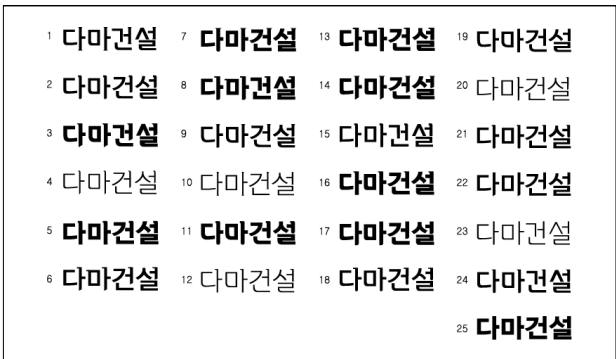 1 다마건설
2 다마건설
3 다마건설
4 다마건설
5 다마건설
6 다마건설
7 다마건설
8 다마건설
9 다마건설
10 다마건설
11 다마건설
12 다마건설
13 다마건설
14 다마건설
15 다마건설
16 다마건설
17 다마건설
18 다마건설
19 다마건설
20 다마건설
21 다마건설
22 다마건설
23 다마건설
24 다마건설
25 다마건설